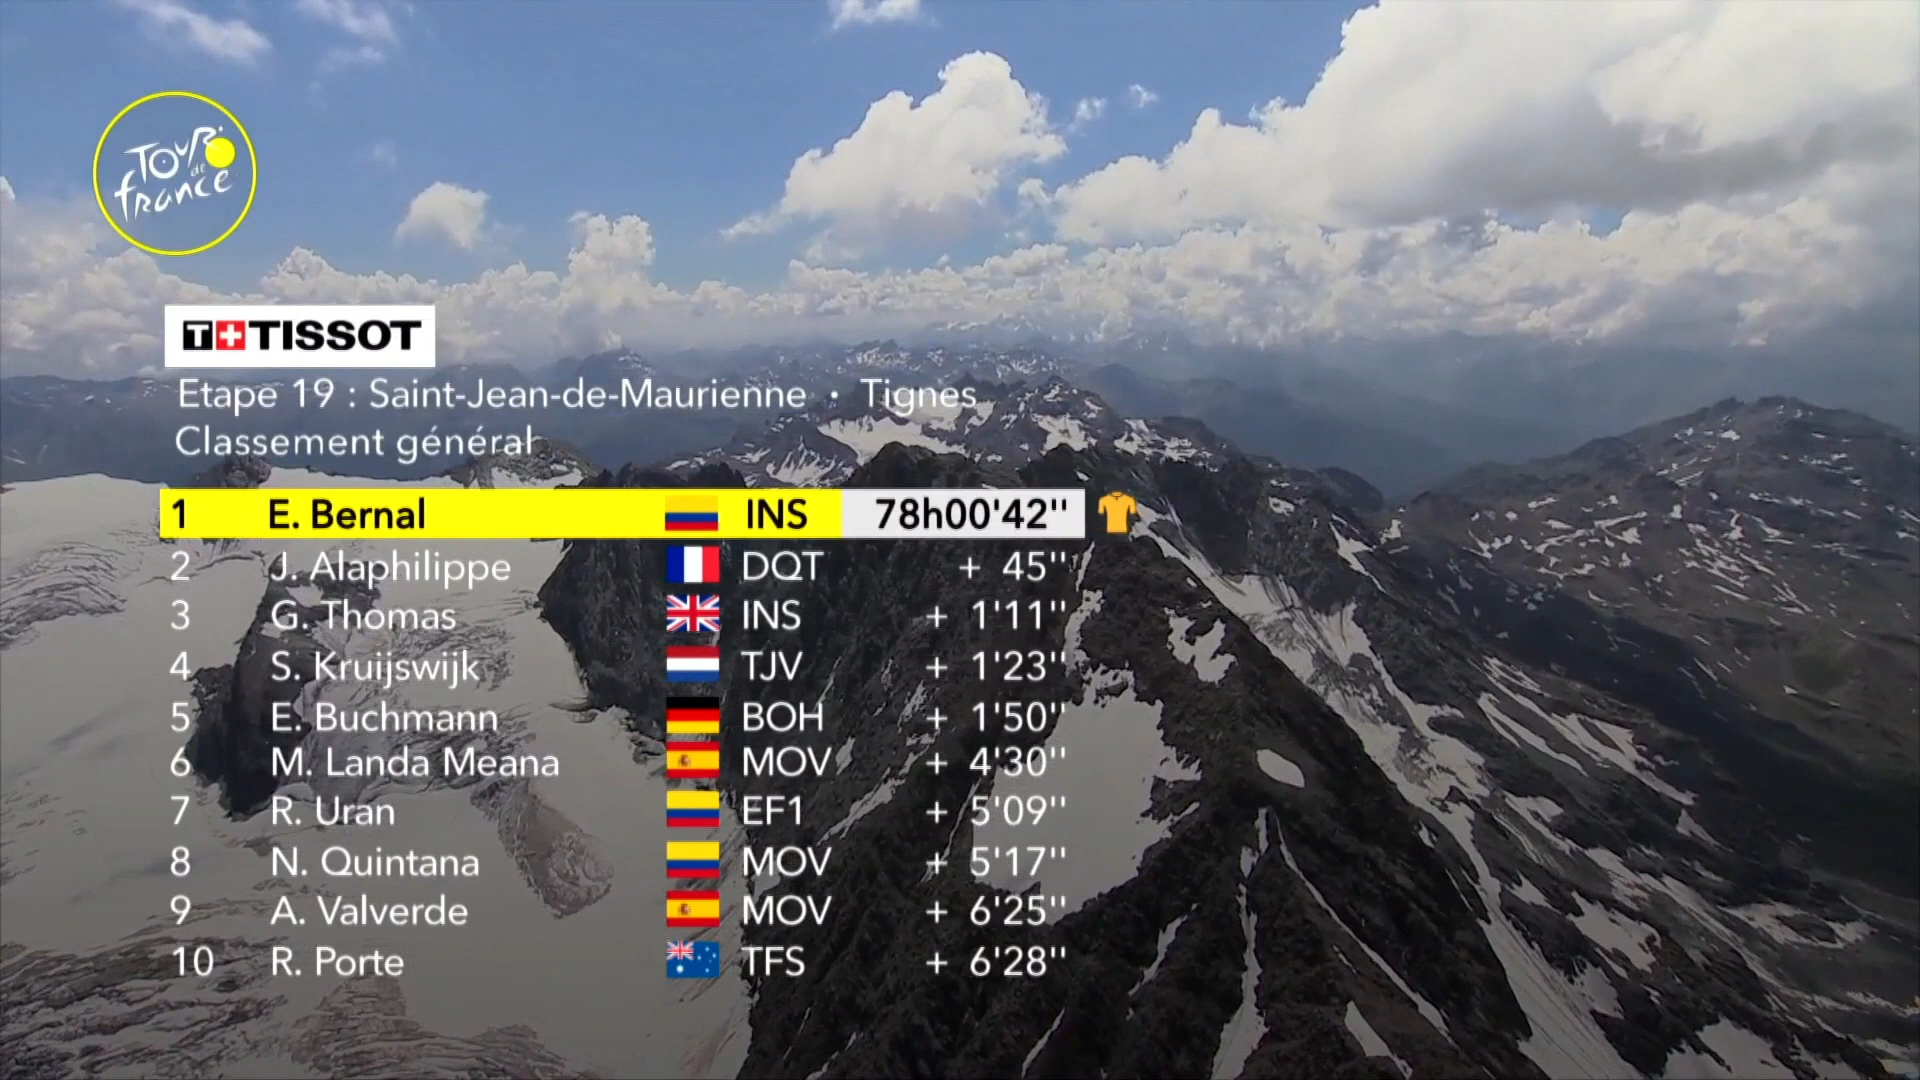 TOUR de france
T+ TISSOT
Etape 19 : Saint-Jean-de-Maurienne • Tignes
Classement général
1 E. Bernal INS 78h00'42''
2 J. Alaphilippe DQT + 45''
3 G. Thomas INS + 1'11''
4 S. Kruijswijk TJV + 1'23''
5 E. Buchmann BOH + 1'50''
6 M. Landa Meana MOV + 4'30''
7 R. Uran EF1 + 5'09''
8 N. Quintana MOV + 5'17''
9 A. Valverde MOV + 6'25''
10 R. Porte TFS + 6'28''